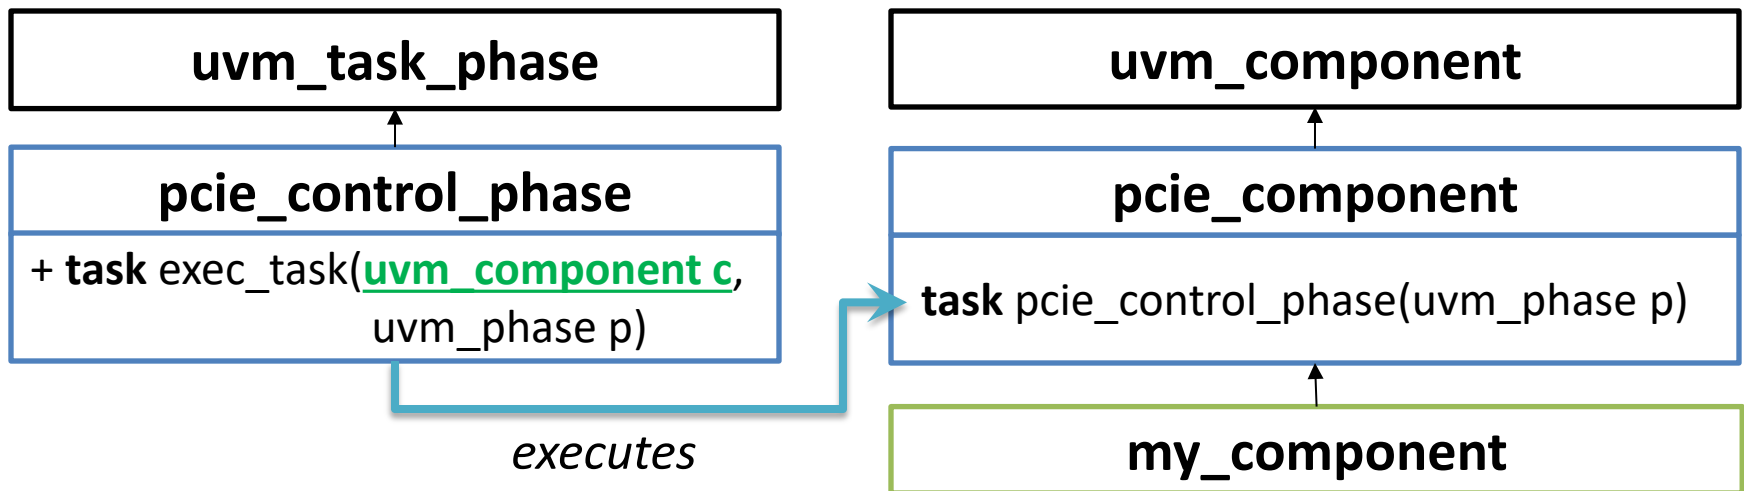 uvm_task_phase
pcie_control_phase
+ task exec_task(uvm_component c,
uvm_phase p)
executes
uvm_component
pcie_component
task pcie_control_phase(uvm_phase p)
my_component